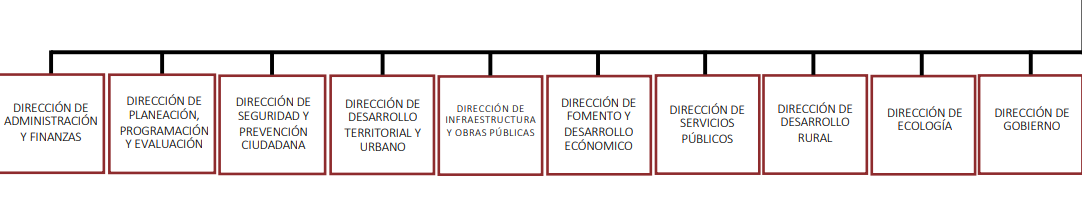 DIRECCIÓN DE
ADMINISTRACIÓN
Y FINANZAS
DIRECCIÓN DE
PLANEACIÓN,
PROGRAMACIÓN
Y EVALUACIÓN
DIRECCIÓN DE
SEGURIDAD Y
PREVENCIÓN
CIUDADANA
DIRECCIÓN DE
DESARROLLO
TERRITORIAL Y
URBANO
DIRECCIÓN DE
INFRAESTRUCTURA
Y OBRAS PÚBLICAS
DIRECCIÓN DE
FOMENTO Y
DESARROLLO
ECÓNOMICO
DIRECCIÓN DE
SERVICIOS
PÚBLICOS
DIRECCIÓN DE
DESARROLLO
RURAL
DIRECCIÓN DE
ECOLOGÍA
DIRECCIÓN DE
GOBIERNO